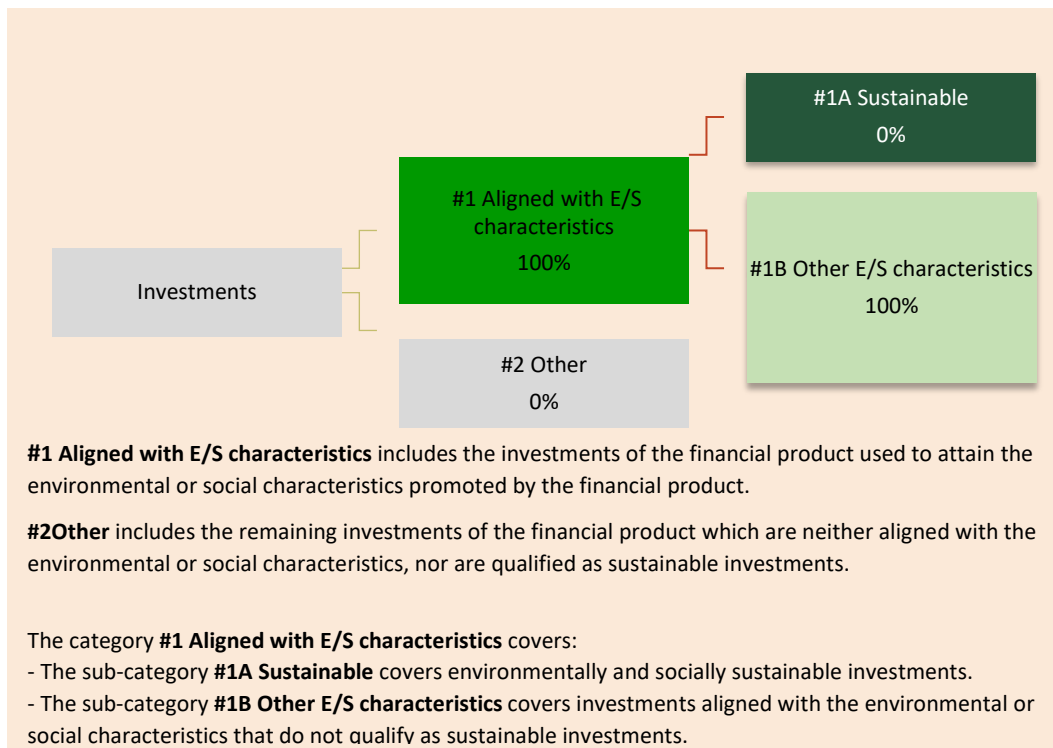 #1A Sustainable
0%
#1 Aligned with E/S
characteristics
100%
Investments
#1B Other E/S characteristics
100%
#2 Other
0%
#1 Aligned with E/S characteristics includes the investments of the financial product used to attain the
environmental or social characteristics promoted by the financial product.
#2Other includes the remaining investments of the financial product which are neither aligned with the
environmental or social characteristics, nor are qualified as sustainable investments.
The category #1 Aligned with E/S characteristics covers:
- The sub-category #1A Sustainable covers environmentally and socially sustainable investments.
- The sub-category #1B Other E/S characteristics covers investments aligned with the environmental or
social characteristics that do not qualify as sustainable investments.